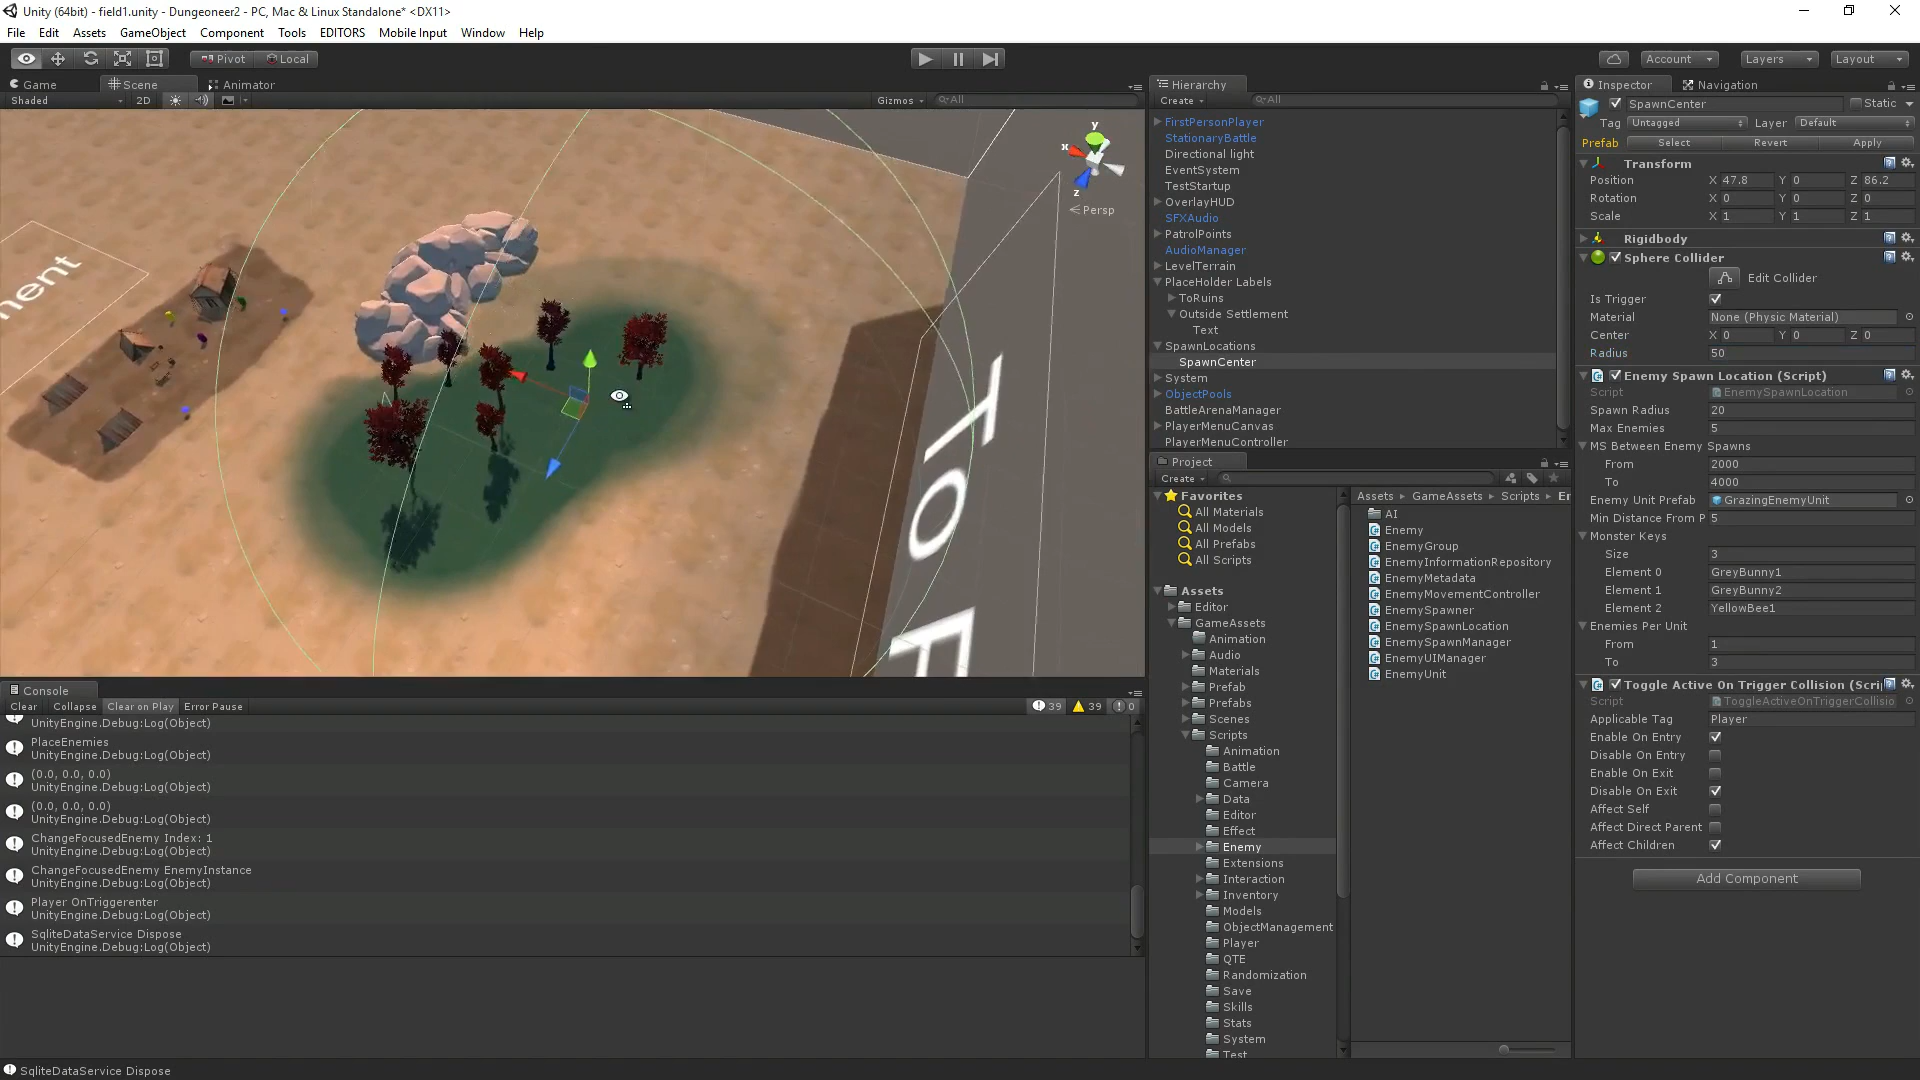 Unity (64bit) - field1.unity - Dungeoneer2 - PC, Mac & Linux Standalone* <DX11>
File Edit Assets GameObject Component Tools EDITORS Mobile Input Window Help
Pivot Local
Account Layers Layout
Game Scene Animator
Shaded 2D Gizmos All
y
x
z
Persp
ment
TO
Hierarchy
Create All
FirstPersonPlayer
StationaryBattle
Directional light
EventSystem
TestStartup
OverlayHUD
SFXAudio
PatrolPoints
AudioManager
LevelTerrain
PlaceHolder Labels
ToRuins
Outside Settlement
Text
SpawnLocations
SpawnCenter
System
ObjectPools
BattleArenaManager
PlayerMenuCanvas
PlayerMenuController
Project
Create
Favorites
All Materials
All Models
All Prefabs
All Scripts
Assets
Editor
GameAssets
Animation
Audio
Materials
Prefab
Prefabs
Scenes
Scripts
Animation
Battle
Camera
Data
Editor
Effect
Enemy
Extensions
Interaction
Inventory
Models
ObjectManagement
Player
QTE
Randomization
Save
Skills
Stats
System
Test
Assets GameAssets Scripts
AI
Enemy
EnemyGroup
EnemyInformationRepository
EnemyMetadata
EnemyMovementController
EnemySpawner
EnemySpawnLocation
EnemySpawnManager
EnemyUIManager
EnemyUnit
Inspector Navigation
SpawnCenter Static
Tag Untagged Layer Default
Prefab Select Revert Apply
Transform
Position X 47.8 Y 0 Z 86.2
Rotation X 0 Y 0 Z 0
Scale X 1 Y 1 Z 1
Rigidbody
Sphere Collider
Edit Collider
Is Trigger
Material None (Physic Material)
Center X 0 Y 0 Z 0
Radius 50
Enemy Spawn Location (Script)
Script EnemySpawnLocation
Spawn Radius 20
Max Enemies 5
MS Between Enemy Spawns
From 2000
To 4000
Enemy Unit Prefab GrazingEnemyUnit
Min Distance From P 5
Monster Keys
Size 3
Element 0 GreyBunny1
Element 1 GreyBunny2
Element 2 YellowBee1
Enemies Per Unit
From 1
To 3
Toggle Active On Trigger Collision (Scri
Script ToggleActiveOnTriggerCollisio
Applicable Tag Player
Enable On Entry
Disable On Entry
Enable On Exit
Disable On Exit
Affect Self
Affect Direct Parent
Affect Children
Add Component
Console
Clear Collapse Clear on Play Error Pause 39 39 0
UnityEngine.Debug:Log(Object)
PlaceEnemies
UnityEngine.Debug:Log(Object)
(0.0, 0.0, 0.0)
UnityEngine.Debug:Log(Object)
(0.0, 0.0, 0.0)
UnityEngine.Debug:Log(Object)
ChangeFocusedEnemy Index: 1
UnityEngine.Debug:Log(Object)
ChangeFocusedEnemy EnemyInstance
UnityEngine.Debug:Log(Object)
Player OnTriggerenter
UnityEngine.Debug:Log(Object)
SqliteDataService Dispose
UnityEngine.Debug:Log(Object)
SqliteDataService Dispose